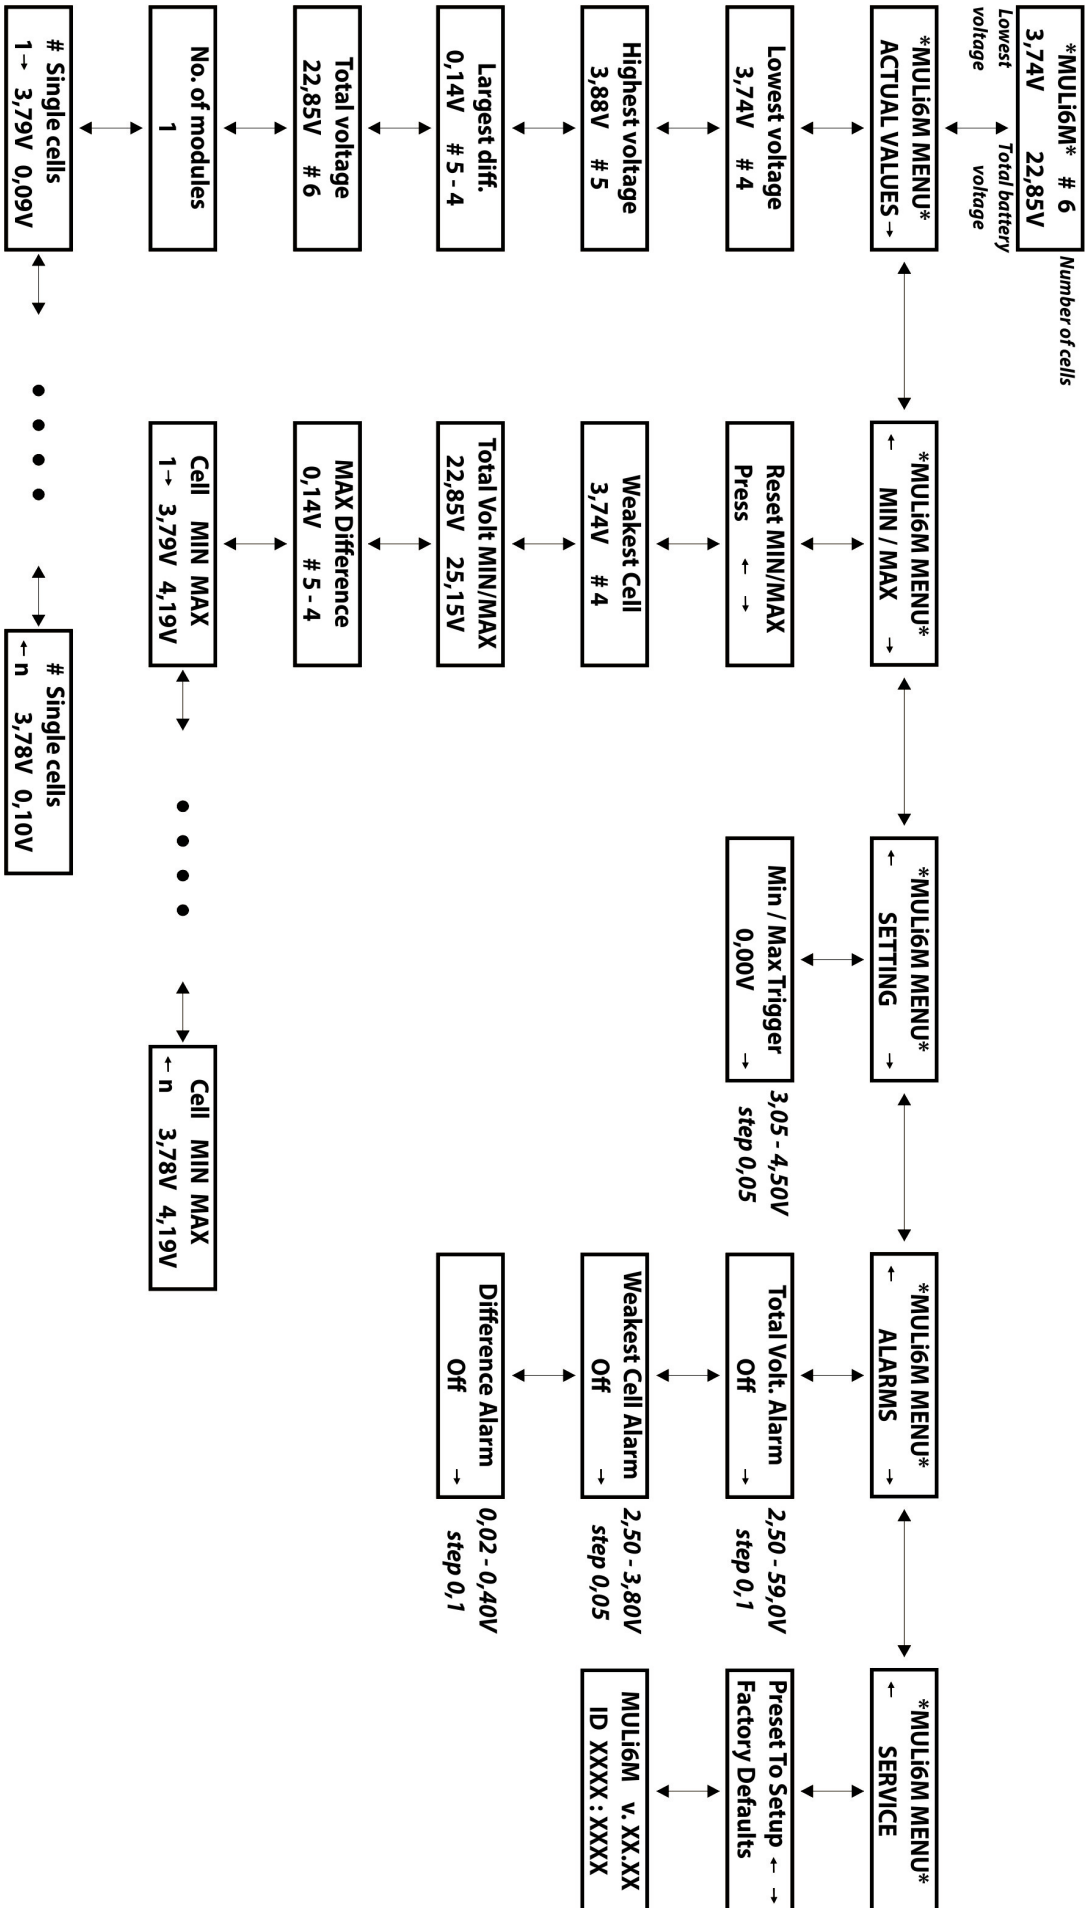 *MULi6M* # 6
3,74V 22,85V
Number of cells
Lowest
voltage
Total battery
voltage
*MULi6M MENU*
ACTUAL VALUES→
Lowest voltage
3,74V # 4
Highest voltage
3,88V # 5
Largest diff.
0,14V # 5 - 4
Total voltage
22,85V # 6
No. of modules
1
# Single cells
1→ 3,79V 0,09V
# Single cells
←n 3,78V 0,10V
*MULi6M MENU*
← MIN / MAX →
Reset MIN/MAX
Press ← →
Weakest Cell
3,74V # 4
Total Volt MIN/MAX
22,85V 25,15V
MAX Difference
0,14V # 5 - 4
Cell MIN MAX
1→ 3,79V 4,19V
Cell MIN MAX
←n 3,78V 4,19V
*MULi6M MENU*
← SETTING →
Min / Max Trigger
0,00V →
3,05 - 4,50V
step 0,05
*MULi6M MENU*
← ALARMS →
Total Volt. Alarm
Off →
2,50 - 59,0V
step 0,1
Weakest Cell Alarm
Off →
2,50 - 3,80V
step 0,05
Difference Alarm
Off →
0,02 - 0,40V
step 0,1
*MULi6M MENU*
← SERVICE
Preset To Setup ← →
Factory Defaults
MULi6M v. XX.XX
ID XXXX : XXXX